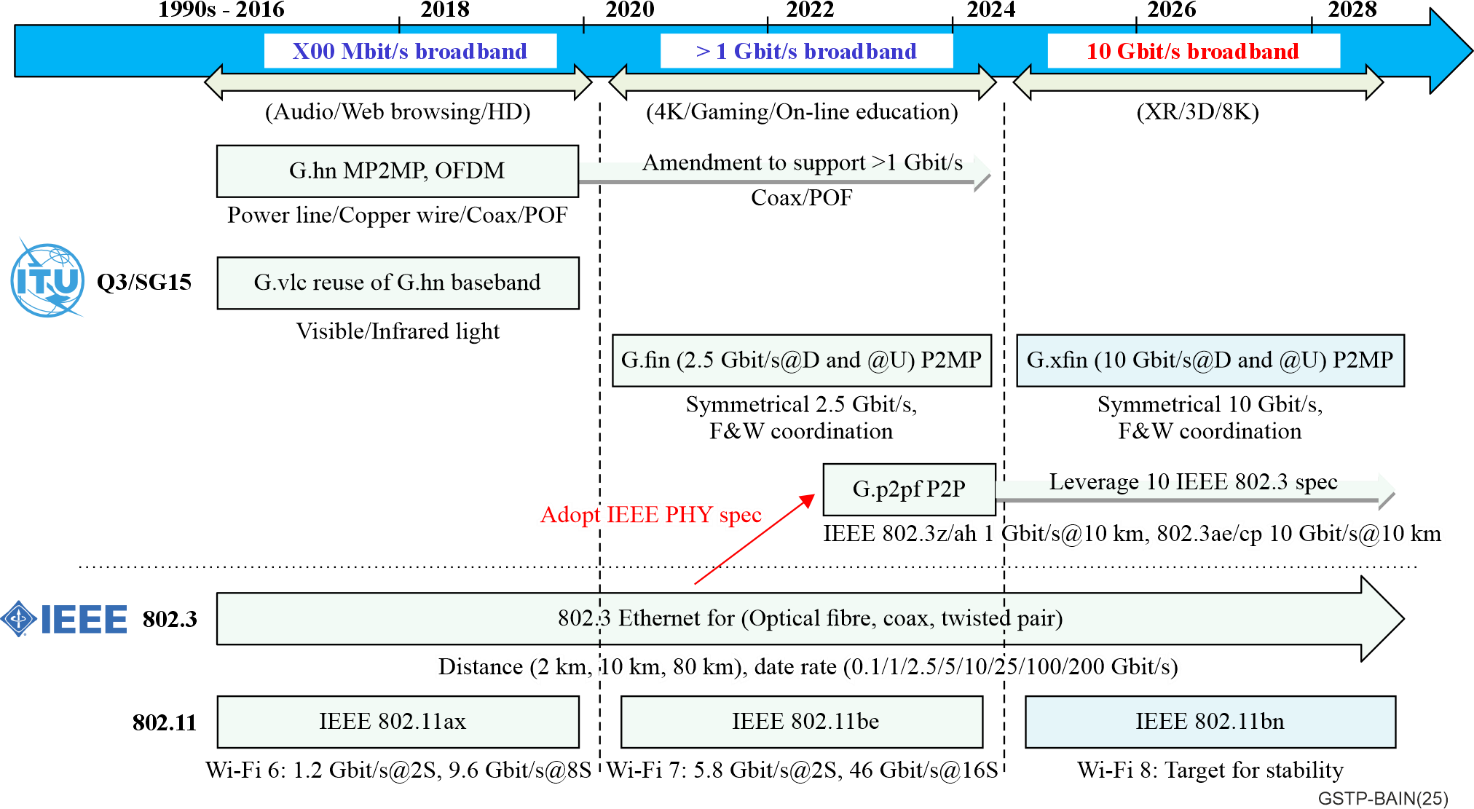 1990s - 2016 2018 2020 2022 2024 2026 2028
X00 Mbit/s broadband > 1 Gbit/s broadband 10 Gbit/s broadband
(Audio/Web browsing/HD) (4K/Gaming/On-line education) (XR/3D/8K)
G.hn MP2MP, OFDM
Amendment to support >1 Gbit/s
Power line/Copper wire/Coax/POF
Coax/POF
ITU Q3/SG15
G.vlc reuse of G.hn baseband
Visible/Infrared light
G.fin (2.5 Gbit/s@D and @U) P2MP
Symmetrical 2.5 Gbit/s,
F&W coordination
G.xfin (10 Gbit/s@D and @U) P2MP
Symmetrical 10 Gbit/s,
F&W coordination
G.p2pf P2P
Leverage 10 IEEE 802.3 spec
Adopt IEEE PHY spec
IEEE 802.3z/ah 1 Gbit/s@10 km, 802.3ae/cp 10 Gbit/s@10 km
IEEE 802.3
802.3 Ethernet for (Optical fibre, coax, twisted pair)
Distance (2 km, 10 km, 80 km), date rate (0.1/1/2.5/5/10/25/100/200 Gbit/s)
802.11
IEEE 802.11ax IEEE 802.11be IEEE 802.11bn
Wi-Fi 6: 1.2 Gbit/s@2S, 9.6 Gbit/s@8S Wi-Fi 7: 5.8 Gbit/s@2S, 46 Gbit/s@16S Wi-Fi 8: Target for stability
GSTP-BAIN(25)